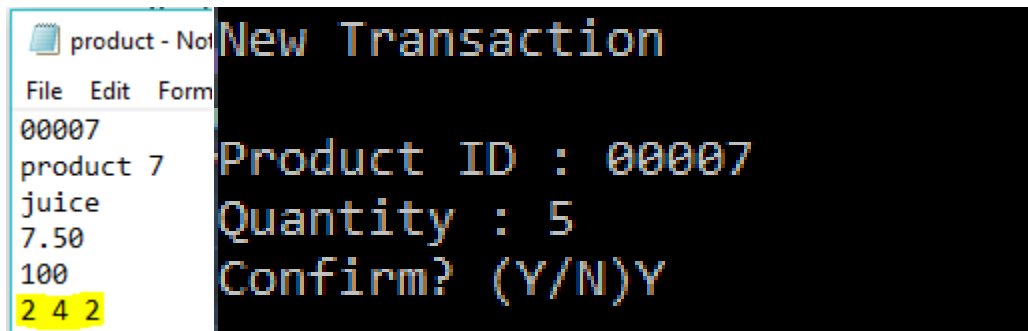 product - Not
File Edit Form
00007
product 7
juice
7.50
100
2 4 2
New Transaction
Product ID : 00007
Quantity : 5
Confirm? (Y/N)Y